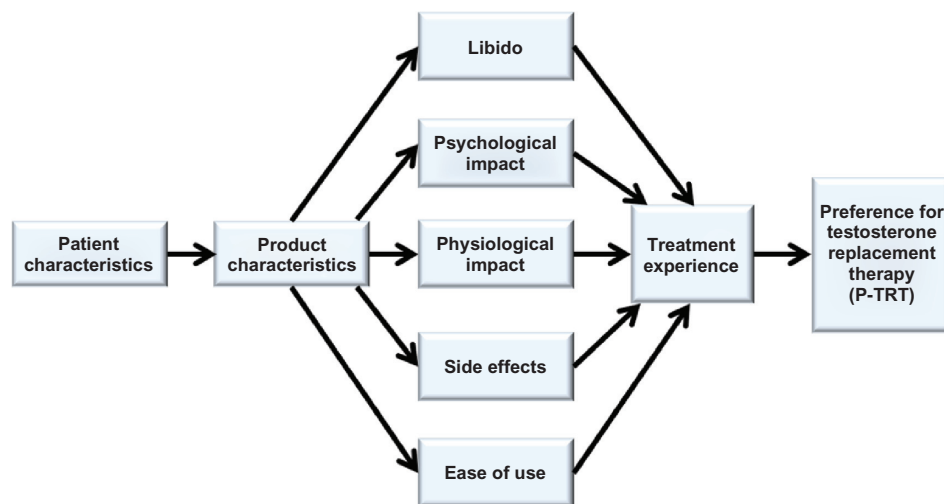 Libido
Psychological
impact
Patient
characteristics
Product
characteristics
Physiological
impact
Treatment
experience
Preference for
testosterone
replacement
therapy
(P-TRT)
Side effects
Ease of use